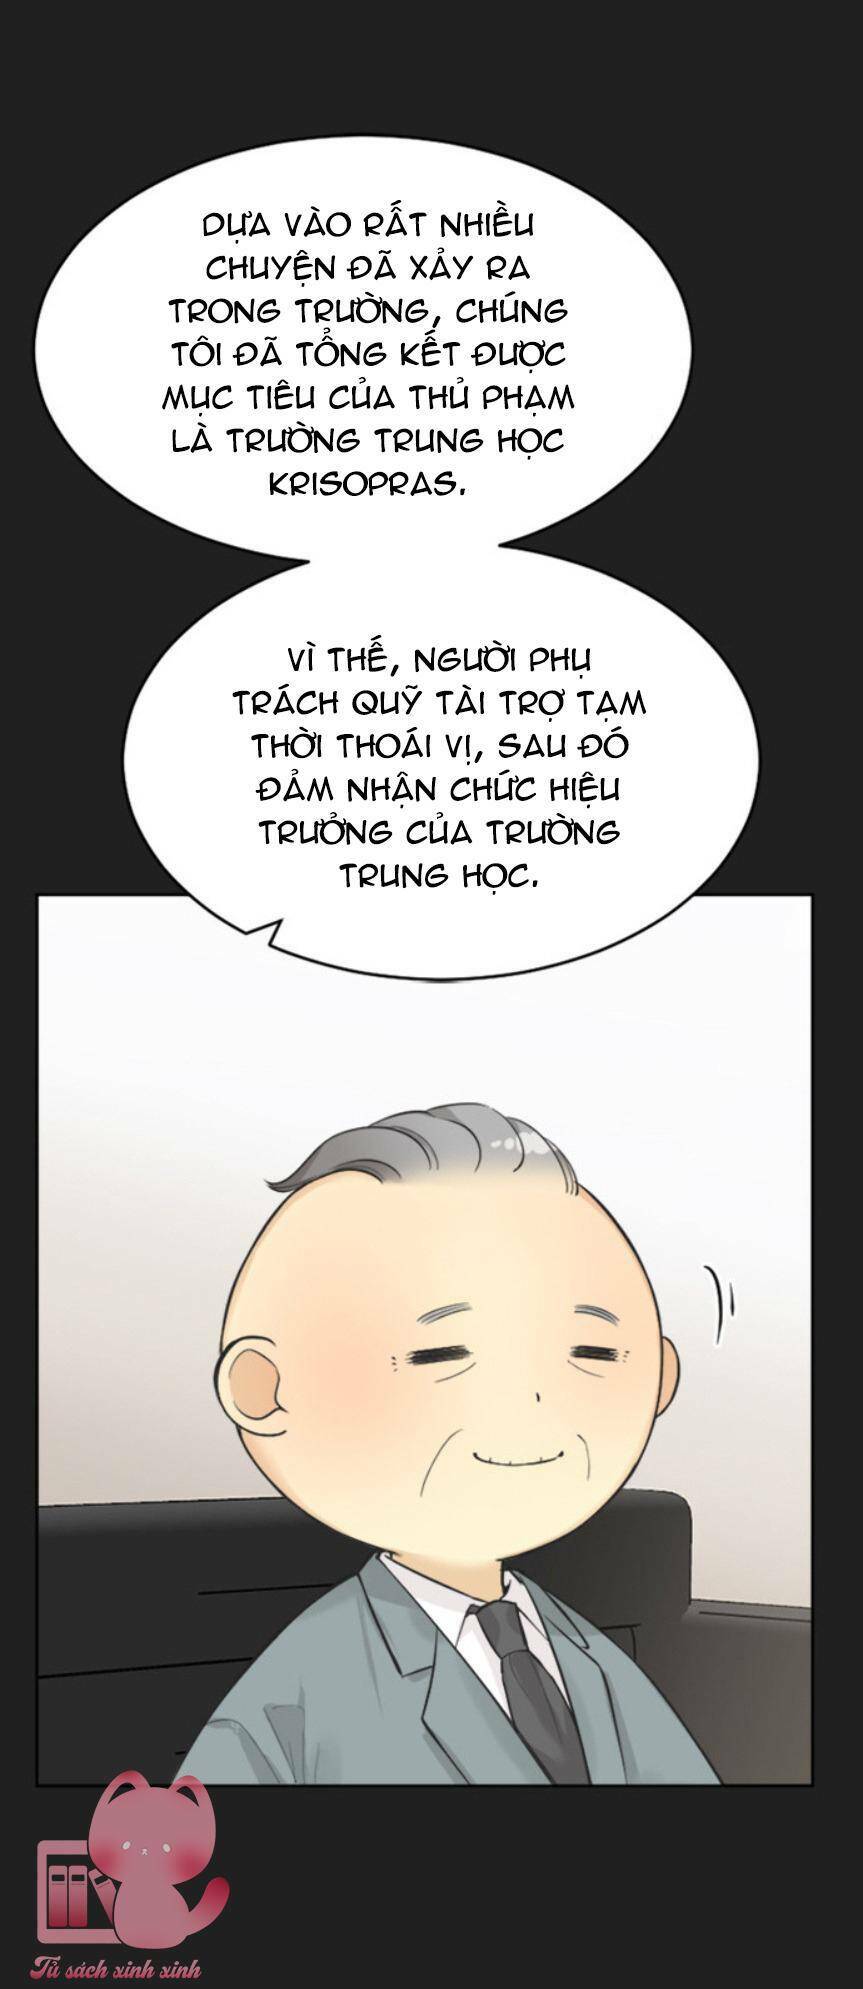 DỰA VÀO RẤT NHIỀU
CHUYỆN ĐÃ XẢY RA
TRONG TRƯỜNG, CHÚNG
TÔI ĐÃ TỔNG KẾT ĐƯỢC
MỤC TIÊU CỦA THỦ PHẠM
LÀ TRƯỜNG TRUNG HỌC
KRISOPRAS.
VÌ THẾ, NGƯỜI PHỤ
TRÁCH QUỸ TÀI TRỢ TẠM
THỜI THOÁI VỊ, SAU ĐÓ
ĐẢM NHẬN CHỨC HIỆU
TRƯỞNG CỦA TRƯỜNG
TRUNG HỌC.
Tủ sách xinh xinh